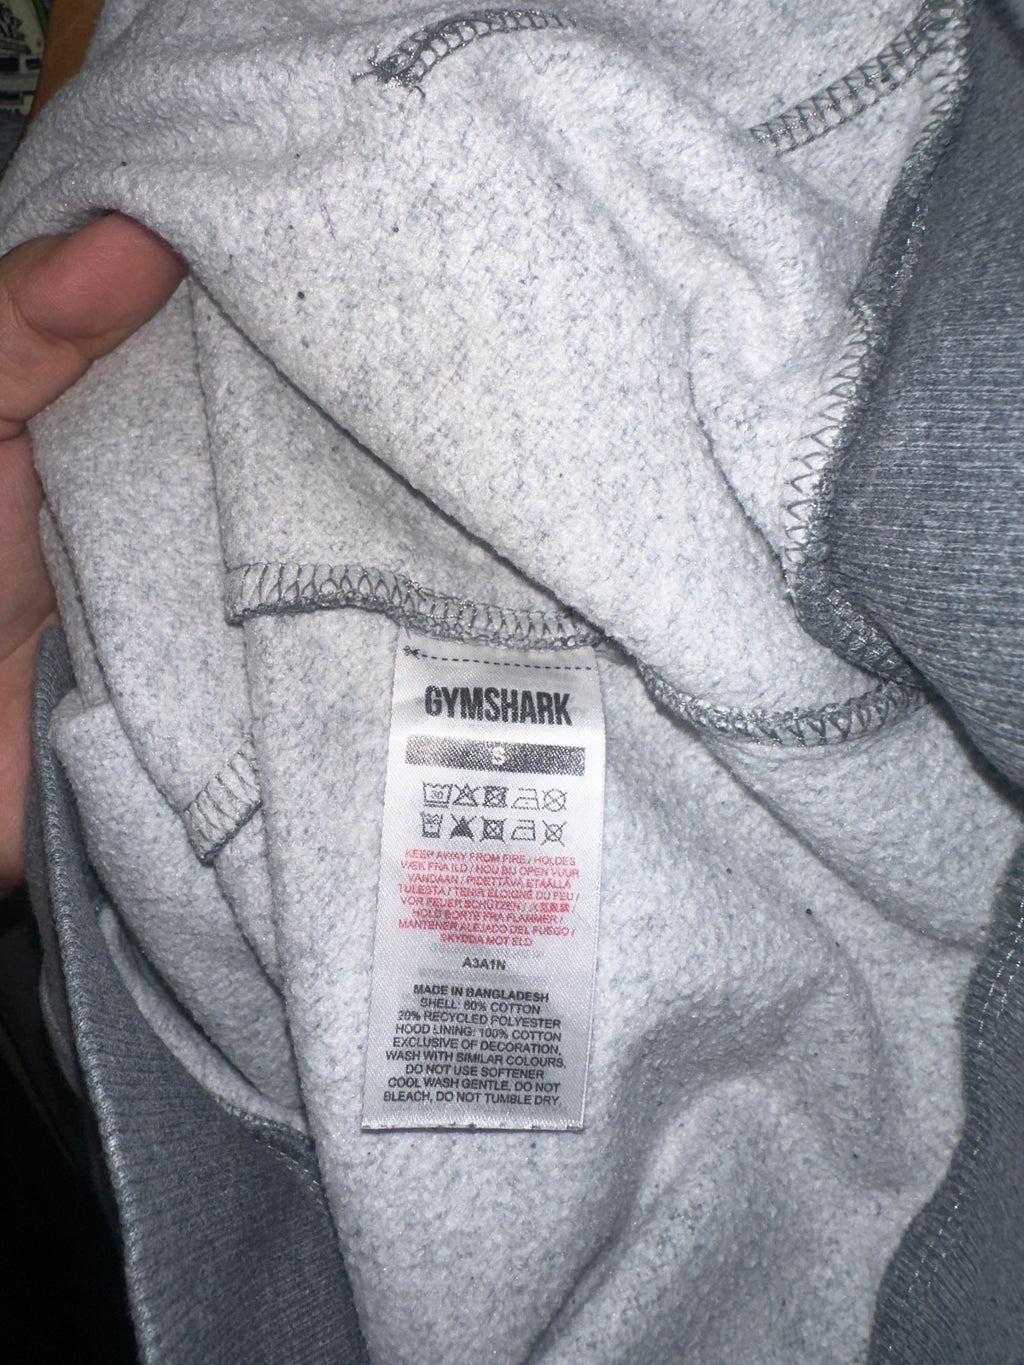 GYMSHARK
S
30
KEEP AWAY FROM FIRE / HOLDES
VÆK FRA ILD / HOU BIJ OPEN VUUR
VANDAAN / PIDETTÄVÄ ETÄÄLLÄ
TULESTA / TENIR ÉLOIGNÉ DU FEU /
VOR FEUER SCHÜTZEN /
HOLD BORTE FRA FLAMMER /
MANTENER ALEJADO DEL FUEGO /
SKYDDA MOT ELD
A3A1N
MADE IN BANGLADESH
SHELL: 80% COTTON
20% RECYCLED POLYESTER
HOOD LINING: 100% COTTON
EXCLUSIVE OF DECORATION,
WASH WITH SIMILAR COLOURS,
DO NOT USE SOFTENER
COOL WASH GENTLE, DO NOT
BLEACH, DO NOT TUMBLE DRY,